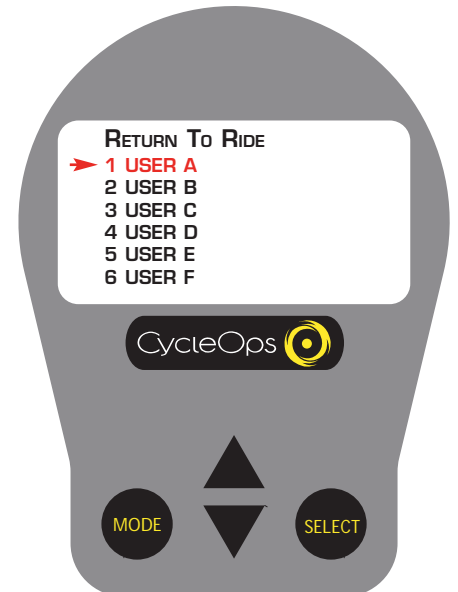 Return To Ride
1 USER A
2 USER B
3 USER C
4 USER D
5 USER E
6 USER F
CycleOps
MODE
SELECT